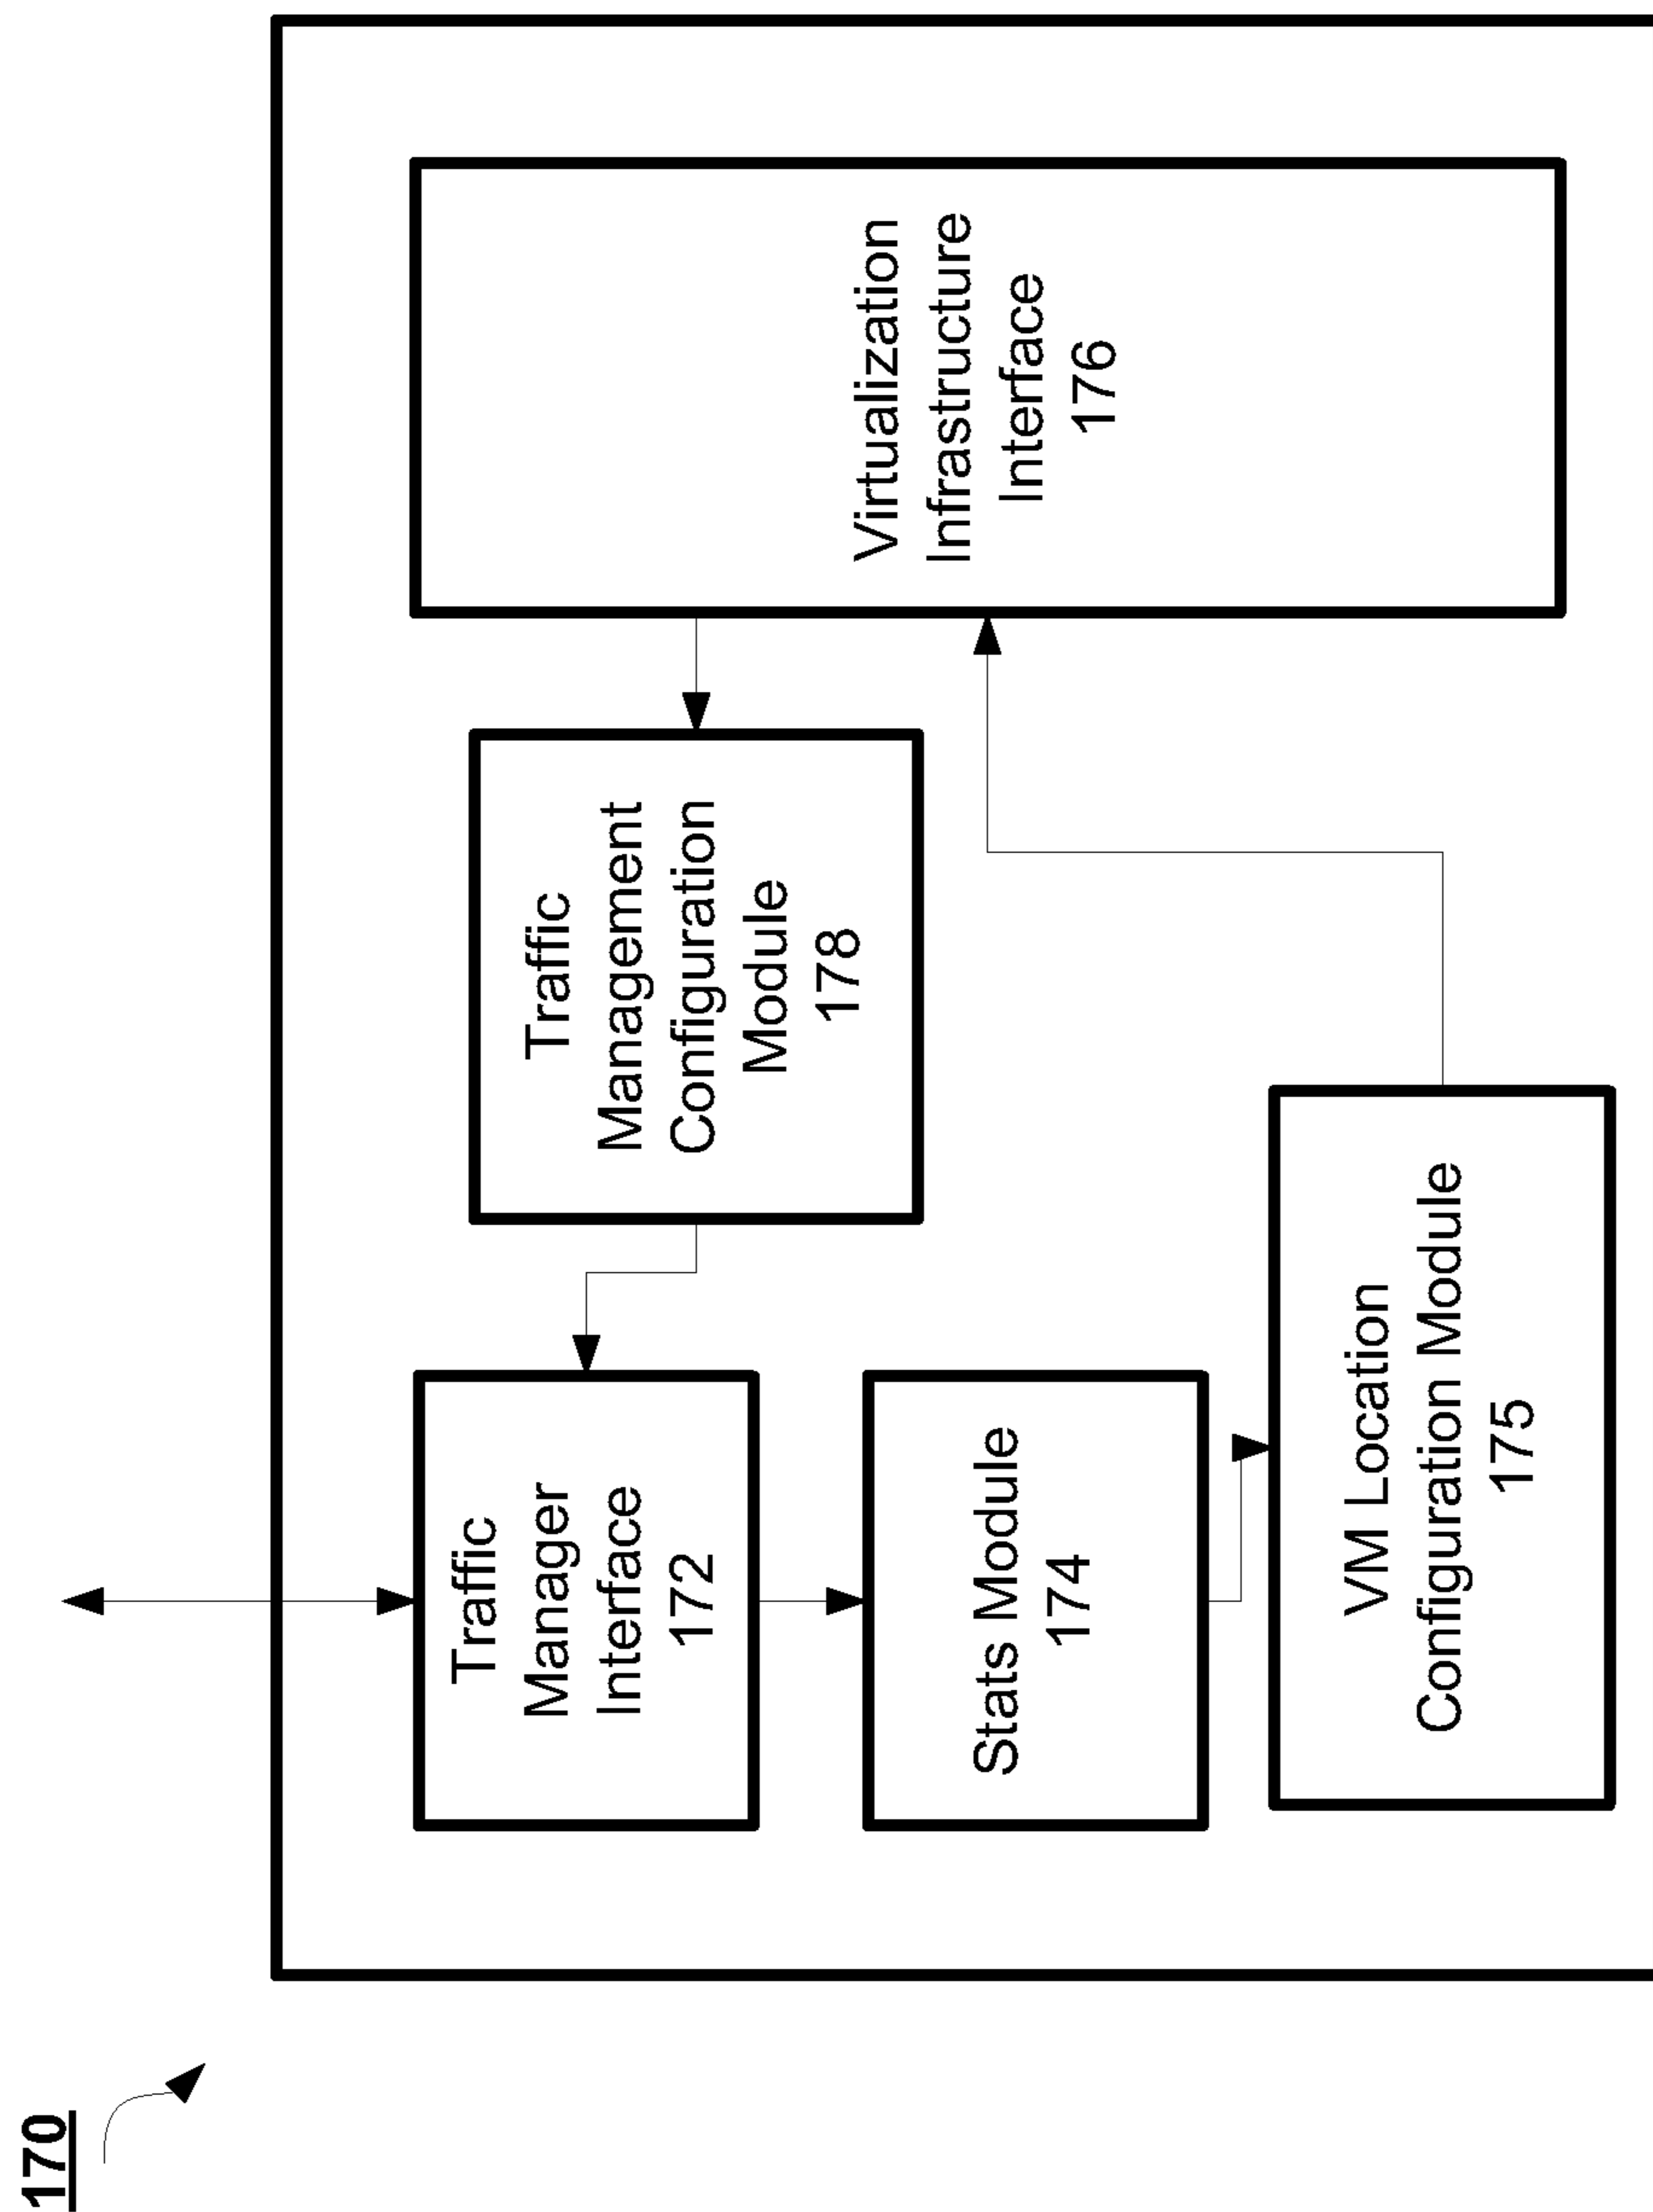 170
Traffic
Manager
Interface
172
Stats Module
174
VM Location
Configuration Module
175
Traffic
Management
Configuration
Module
178
Virtualization
Infrastructure
Interface
176